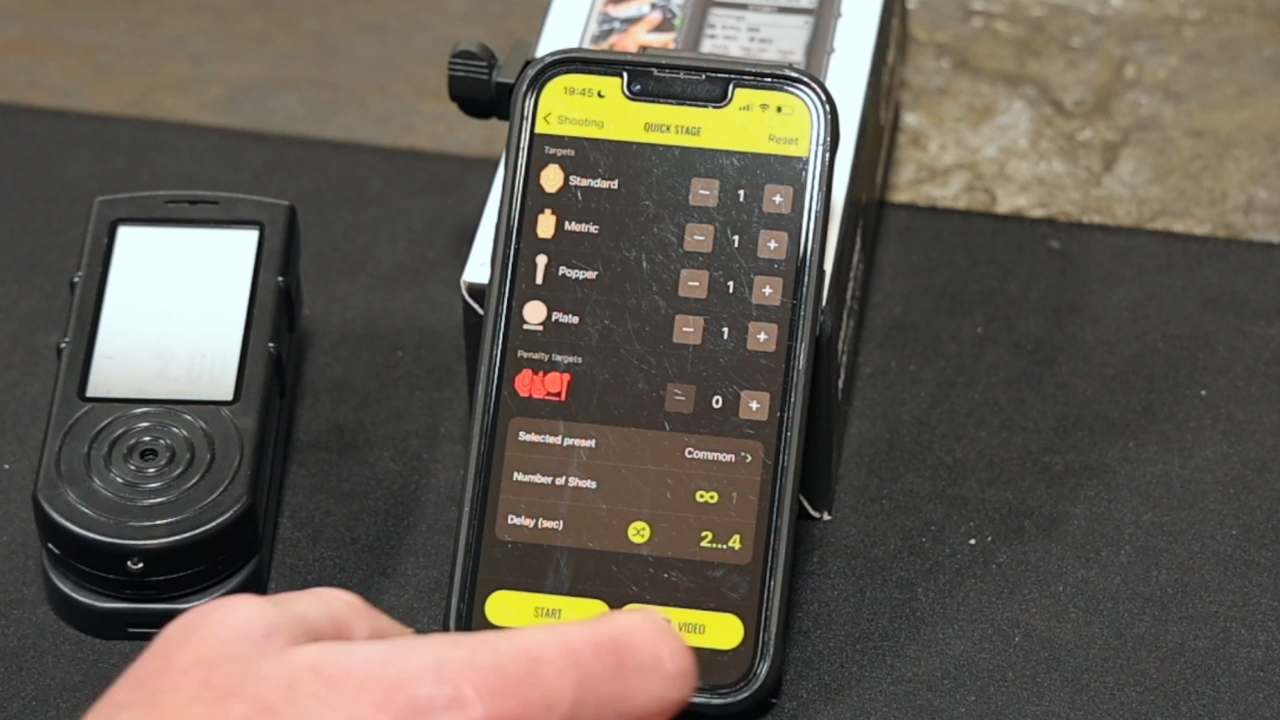 19:45
Shooting
QUICK STAGE
Reset
Targets
Standard
1
Metric
1
Popper
1
Plate
1
Penalty targets
0
Selected preset
Common
Number of Shots
∞ 1
Delay (sec)
2...4
START
VIDEO